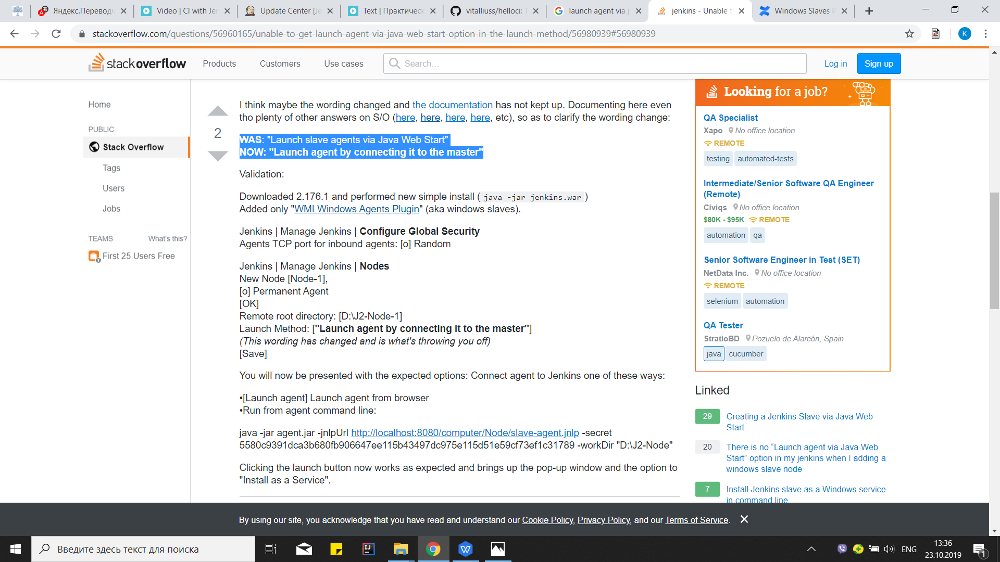 Яндекс.Переводч
Video | CI with Jer
Update Center [Je
Text | Практическ
vitalliuss/helloci: T
launch agent via j
jenkins - Unable t
Windows Slaves P
stackoverflow.com/questions/56960165/unable-to-get-launch-agent-via-java-web-start-option-in-the-launch-method/56980939#56980939
K
stackoverflow
Products
Customers
Use cases
Search...
Log in
Sign up
Home
PUBLIC
Stack Overflow
Tags
Users
Jobs
TEAMS
What's this?
First 25 Users Free
2
I think maybe the wording changed and the documentation has not kept up. Documenting here even
tho plenty of other answers on S/O (here, here, here, here, etc), so as to clarify the wording change:
WAS: "Launch slave agents via Java Web Start"
NOW: "Launch agent by connecting it to the master"
Validation:
Downloaded 2.176.1 and performed new simple install ( java -jar jenkins.war )
Added only "WMI Windows Agents Plugin" (aka windows slaves).
Jenkins | Manage Jenkins | Configure Global Security
Agents TCP port for inbound agents: [o] Random
Jenkins | Manage Jenkins | Nodes
New Node [Node-1],
[o] Permanent Agent
[OK]
Remote root directory: [D:\J2-Node-1]
Launch Method: ["Launch agent by connecting it to the master"]
(This wording has changed and is what's throwing you off)
[Save]
You will now be presented with the expected options: Connect agent to Jenkins one of these ways:
•[Launch agent] Launch agent from browser
•Run from agent command line:
java -jar agent.jar -jnlpUrl http://localhost:8080/computer/Node/slave-agent.jnlp -secret
5580c9391dca3b680fb906647ee115b43497dc975e115d51e59cf73ef1c31789 -workDir "D:\J2-Node"
Clicking the launch button now works as expected and brings up the pop-up window and the option to
"Install as a Service".
Looking for a job?
QA Specialist
Xapo No office location
REMOTE
testing automated-tests
Intermediate/Senior Software QA Engineer
(Remote)
Civiqs No office location
$80K - $95K REMOTE
automation qa
Senior Software Engineer in Test (SET)
NetData Inc. No office location
REMOTE
selenium automation
QA Tester
StratioBD Pozuelo de Alarcón, Spain
java cucumber
Linked
29 Creating a Jenkins Slave via Java Web
Start
20 There is no “Launch agent via Java Web
Start” option in my jenkins when I adding a
windows slave node
7 Install Jenkins slave as a Windows service
in command line
By using our site, you acknowledge that you have read and understand our Cookie Policy, Privacy Policy, and our Terms of Service.
Введите здесь текст для поиска
ENG
13:36
23.10.2019
1